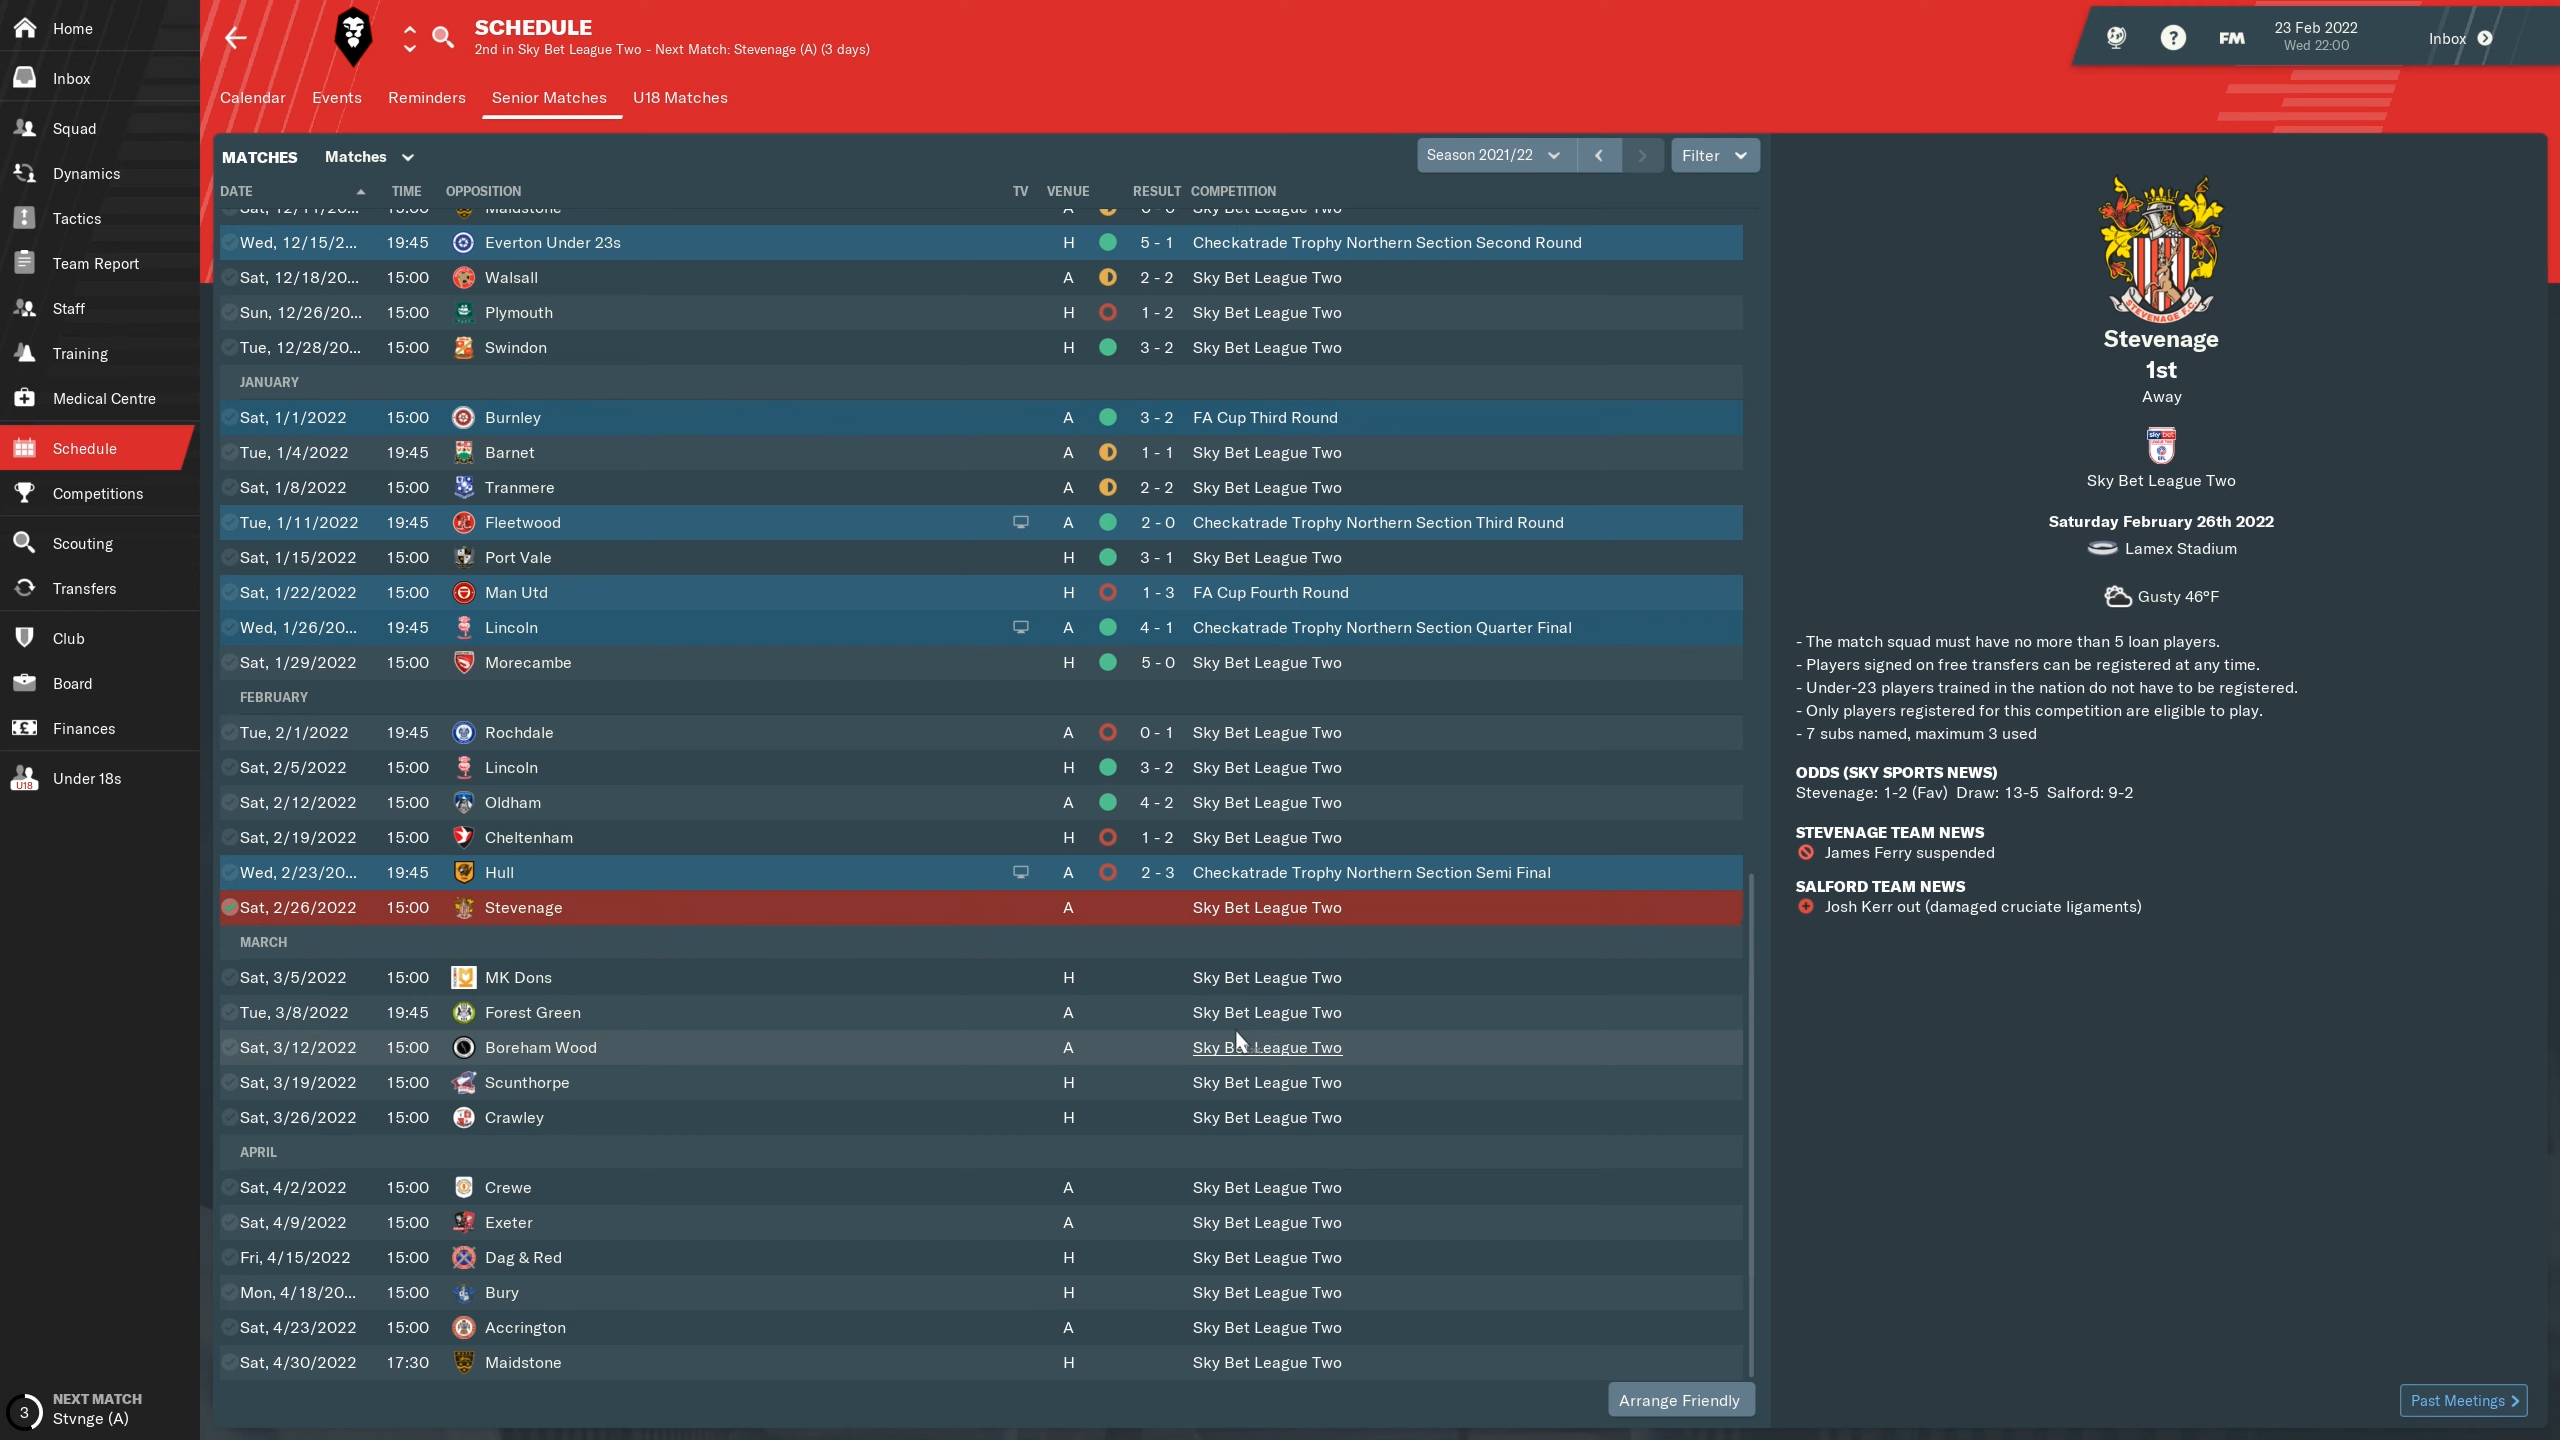 Home
Inbox
Squad
Dynamics
Tactics
Team Report
Staff
Training
Medical Centre
Schedule
Competitions
Scouting
Transfers
Club
Board
Finances
U18
Under 18s
3
NEXT MATCH
Stvnge (A)
SCHEDULE
2nd in Sky Bet League Two - Next Match: Stevenage (A) (3 days)
?
FM
23 Feb 2022
Wed 22:00
Inbox
Calendar Events Reminders Senior Matches U18 Matches
MATCHES Matches Season 2021/22 Filter
DATE TIME OPPOSITION TV VENUE RESULT COMPETITION
Sat, 12/11/20... 15:00 Maidstone A 0 - 0 Sky Bet League Two
Wed, 12/15/2... 19:45 Everton Under 23s H 5 - 1 Checkatrade Trophy Northern Section Second Round
Sat, 12/18/20... 15:00 Walsall A 2 - 2 Sky Bet League Two
Sun, 12/26/20... 15:00 Plymouth H 1 - 2 Sky Bet League Two
Tue, 12/28/20... 15:00 Swindon H 3 - 2 Sky Bet League Two
JANUARY
Sat, 1/1/2022 15:00 Burnley A 3 - 2 FA Cup Third Round
Tue, 1/4/2022 19:45 Barnet A 1 - 1 Sky Bet League Two
Sat, 1/8/2022 15:00 Tranmere A 2 - 2 Sky Bet League Two
Tue, 1/11/2022 19:45 Fleetwood A 2 - 0 Checkatrade Trophy Northern Section Third Round
Sat, 1/15/2022 15:00 Port Vale H 3 - 1 Sky Bet League Two
Sat, 1/22/2022 15:00 Man Utd H 1 - 3 FA Cup Fourth Round
Wed, 1/26/20... 19:45 Lincoln A 4 - 1 Checkatrade Trophy Northern Section Quarter Final
Sat, 1/29/2022 15:00 Morecambe H 5 - 0 Sky Bet League Two
FEBRUARY
Tue, 2/1/2022 19:45 Rochdale A 0 - 1 Sky Bet League Two
Sat, 2/5/2022 15:00 Lincoln H 3 - 2 Sky Bet League Two
Sat, 2/12/2022 15:00 Oldham A 4 - 2 Sky Bet League Two
Sat, 2/19/2022 15:00 Cheltenham H 1 - 2 Sky Bet League Two
Wed, 2/23/20... 19:45 Hull A 2 - 3 Checkatrade Trophy Northern Section Semi Final
Sat, 2/26/2022 15:00 Stevenage A Sky Bet League Two
MARCH
Sat, 3/5/2022 15:00 MK Dons H Sky Bet League Two
Tue, 3/8/2022 19:45 Forest Green A Sky Bet League Two
Sat, 3/12/2022 15:00 Boreham Wood A Sky Bet League Two
Sat, 3/19/2022 15:00 Scunthorpe H Sky Bet League Two
Sat, 3/26/2022 15:00 Crawley H Sky Bet League Two
APRIL
Sat, 4/2/2022 15:00 Crewe A Sky Bet League Two
Sat, 4/9/2022 15:00 Exeter A Sky Bet League Two
Fri, 4/15/2022 15:00 Dag & Red H Sky Bet League Two
Mon, 4/18/20... 15:00 Bury H Sky Bet League Two
Sat, 4/23/2022 15:00 Accrington A Sky Bet League Two
Sat, 4/30/2022 17:30 Maidstone H Sky Bet League Two
Arrange Friendly
STEVENAGE F.C.
Stevenage
1st
Away
sky bet
EFL
Sky Bet League Two
Saturday February 26th 2022
Lamex Stadium
Gusty 46°F
- The match squad must have no more than 5 loan players.
- Players signed on free transfers can be registered at any time.
- Under-23 players trained in the nation do not have to be registered.
- Only players registered for this competition are eligible to play.
- 7 subs named, maximum 3 used
ODDS (SKY SPORTS NEWS)
Stevenage: 1-2 (Fav) Draw: 13-5 Salford: 9-2
STEVENAGE TEAM NEWS
James Ferry suspended
SALFORD TEAM NEWS
Josh Kerr out (damaged cruciate ligaments)
Past Meetings